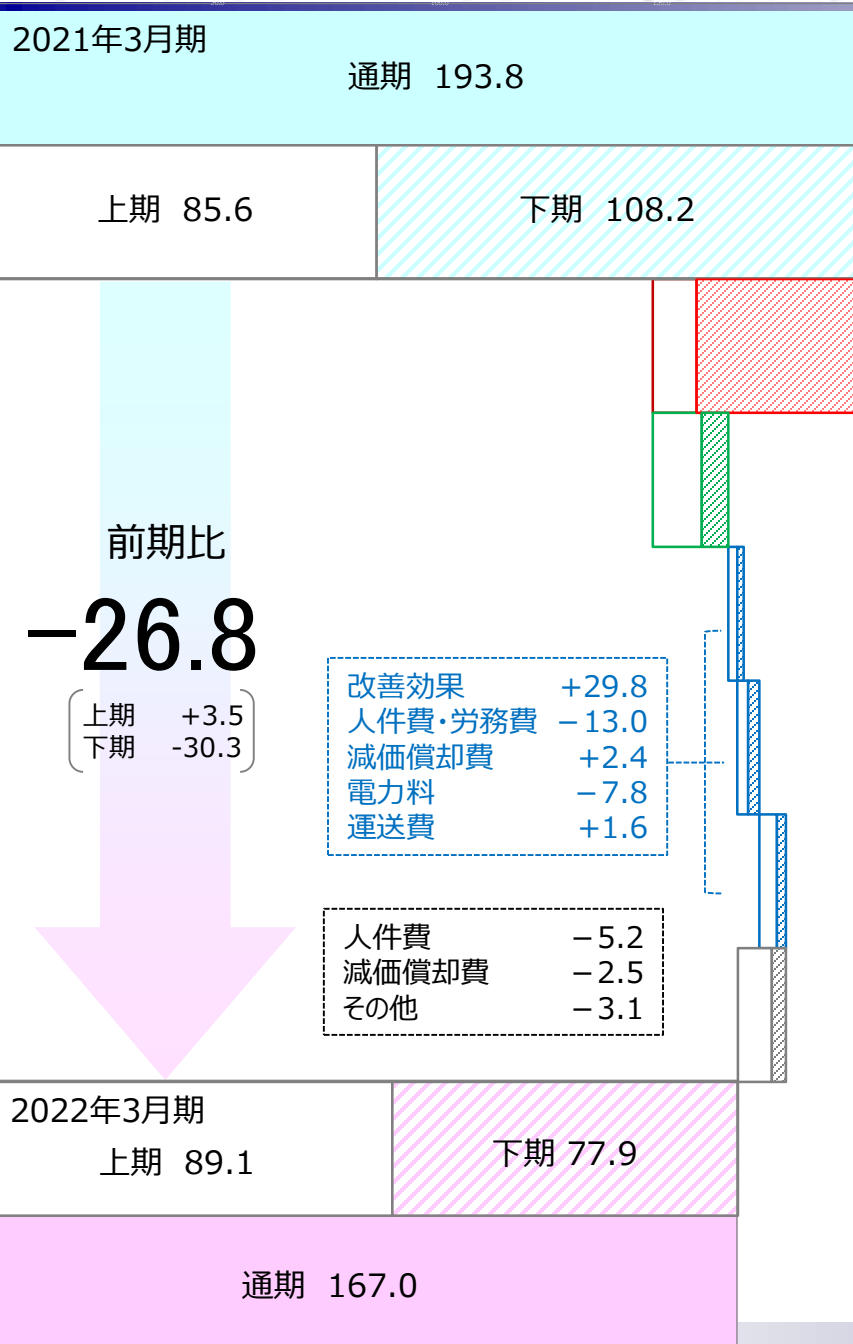 2021年3月期
通期 193.8
上期 85.6
下期 108.2
前期比
−26.8
上期 +3.5
下期 -30.3
改善効果 +29.8
人件費・労務費 −13.0
減価償却費 +2.4
電力料 −7.8
運送費 +1.6
人件費 −5.2
減価償却費 −2.5
その他 −3.1
2022年3月期
上期 89.1
下期 77.9
通期 167.0